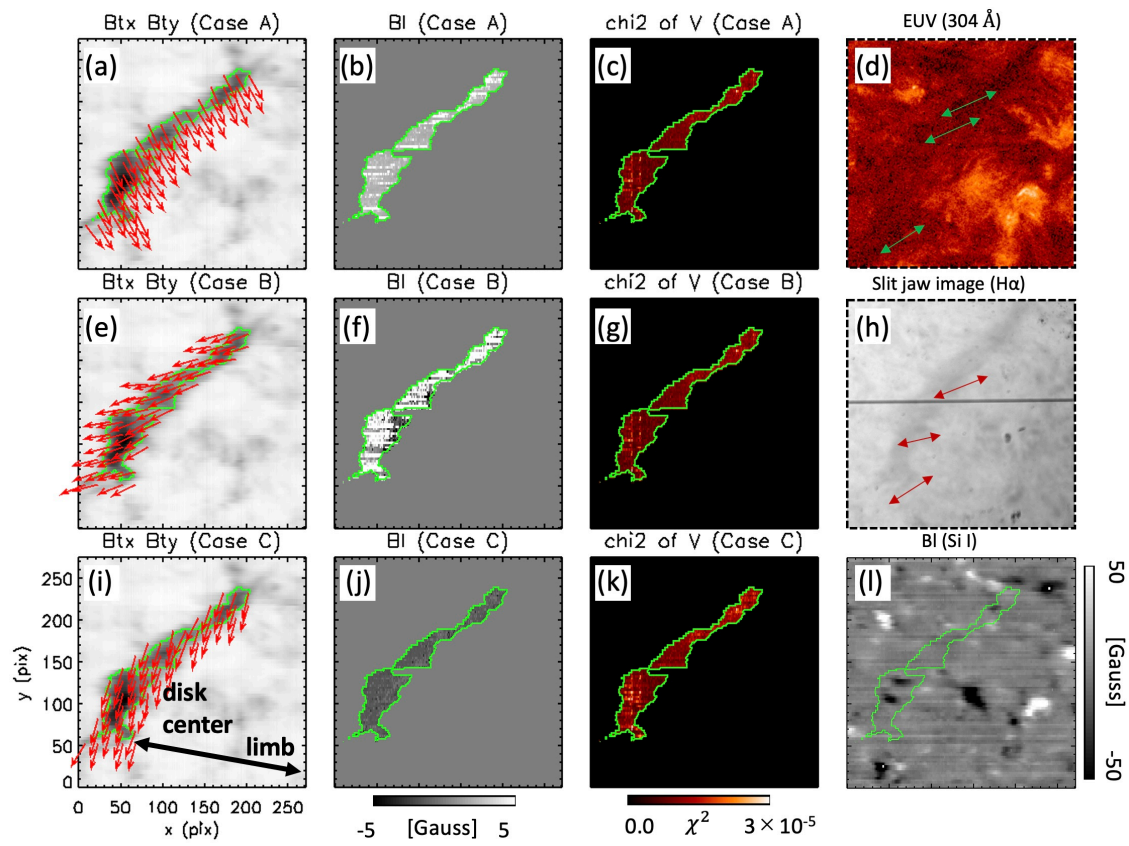 Btx Bty (Case A)
Bl (Case A)
chi2 of V (Case A)
EUV (304 Å)
(a)
(b)
(c)
(d)
Btx Bty (Case B)
Bl (Case B)
chi2 of V (Case B)
Slit jaw image (Hα)
(e)
(f)
(g)
(h)
Btx Bty (Case C)
Bl (Case C)
chi2 of V (Case C)
Bl (Si I)
(i)
(j)
(k)
(l)
250
200
150
100
50
0
y (pix)
disk
center
limb
0 50 100 150 200 250
x (pix)
-5 [Gauss] 5
0.0 χ² 3×10⁻⁵
50
[Gauss]
-50